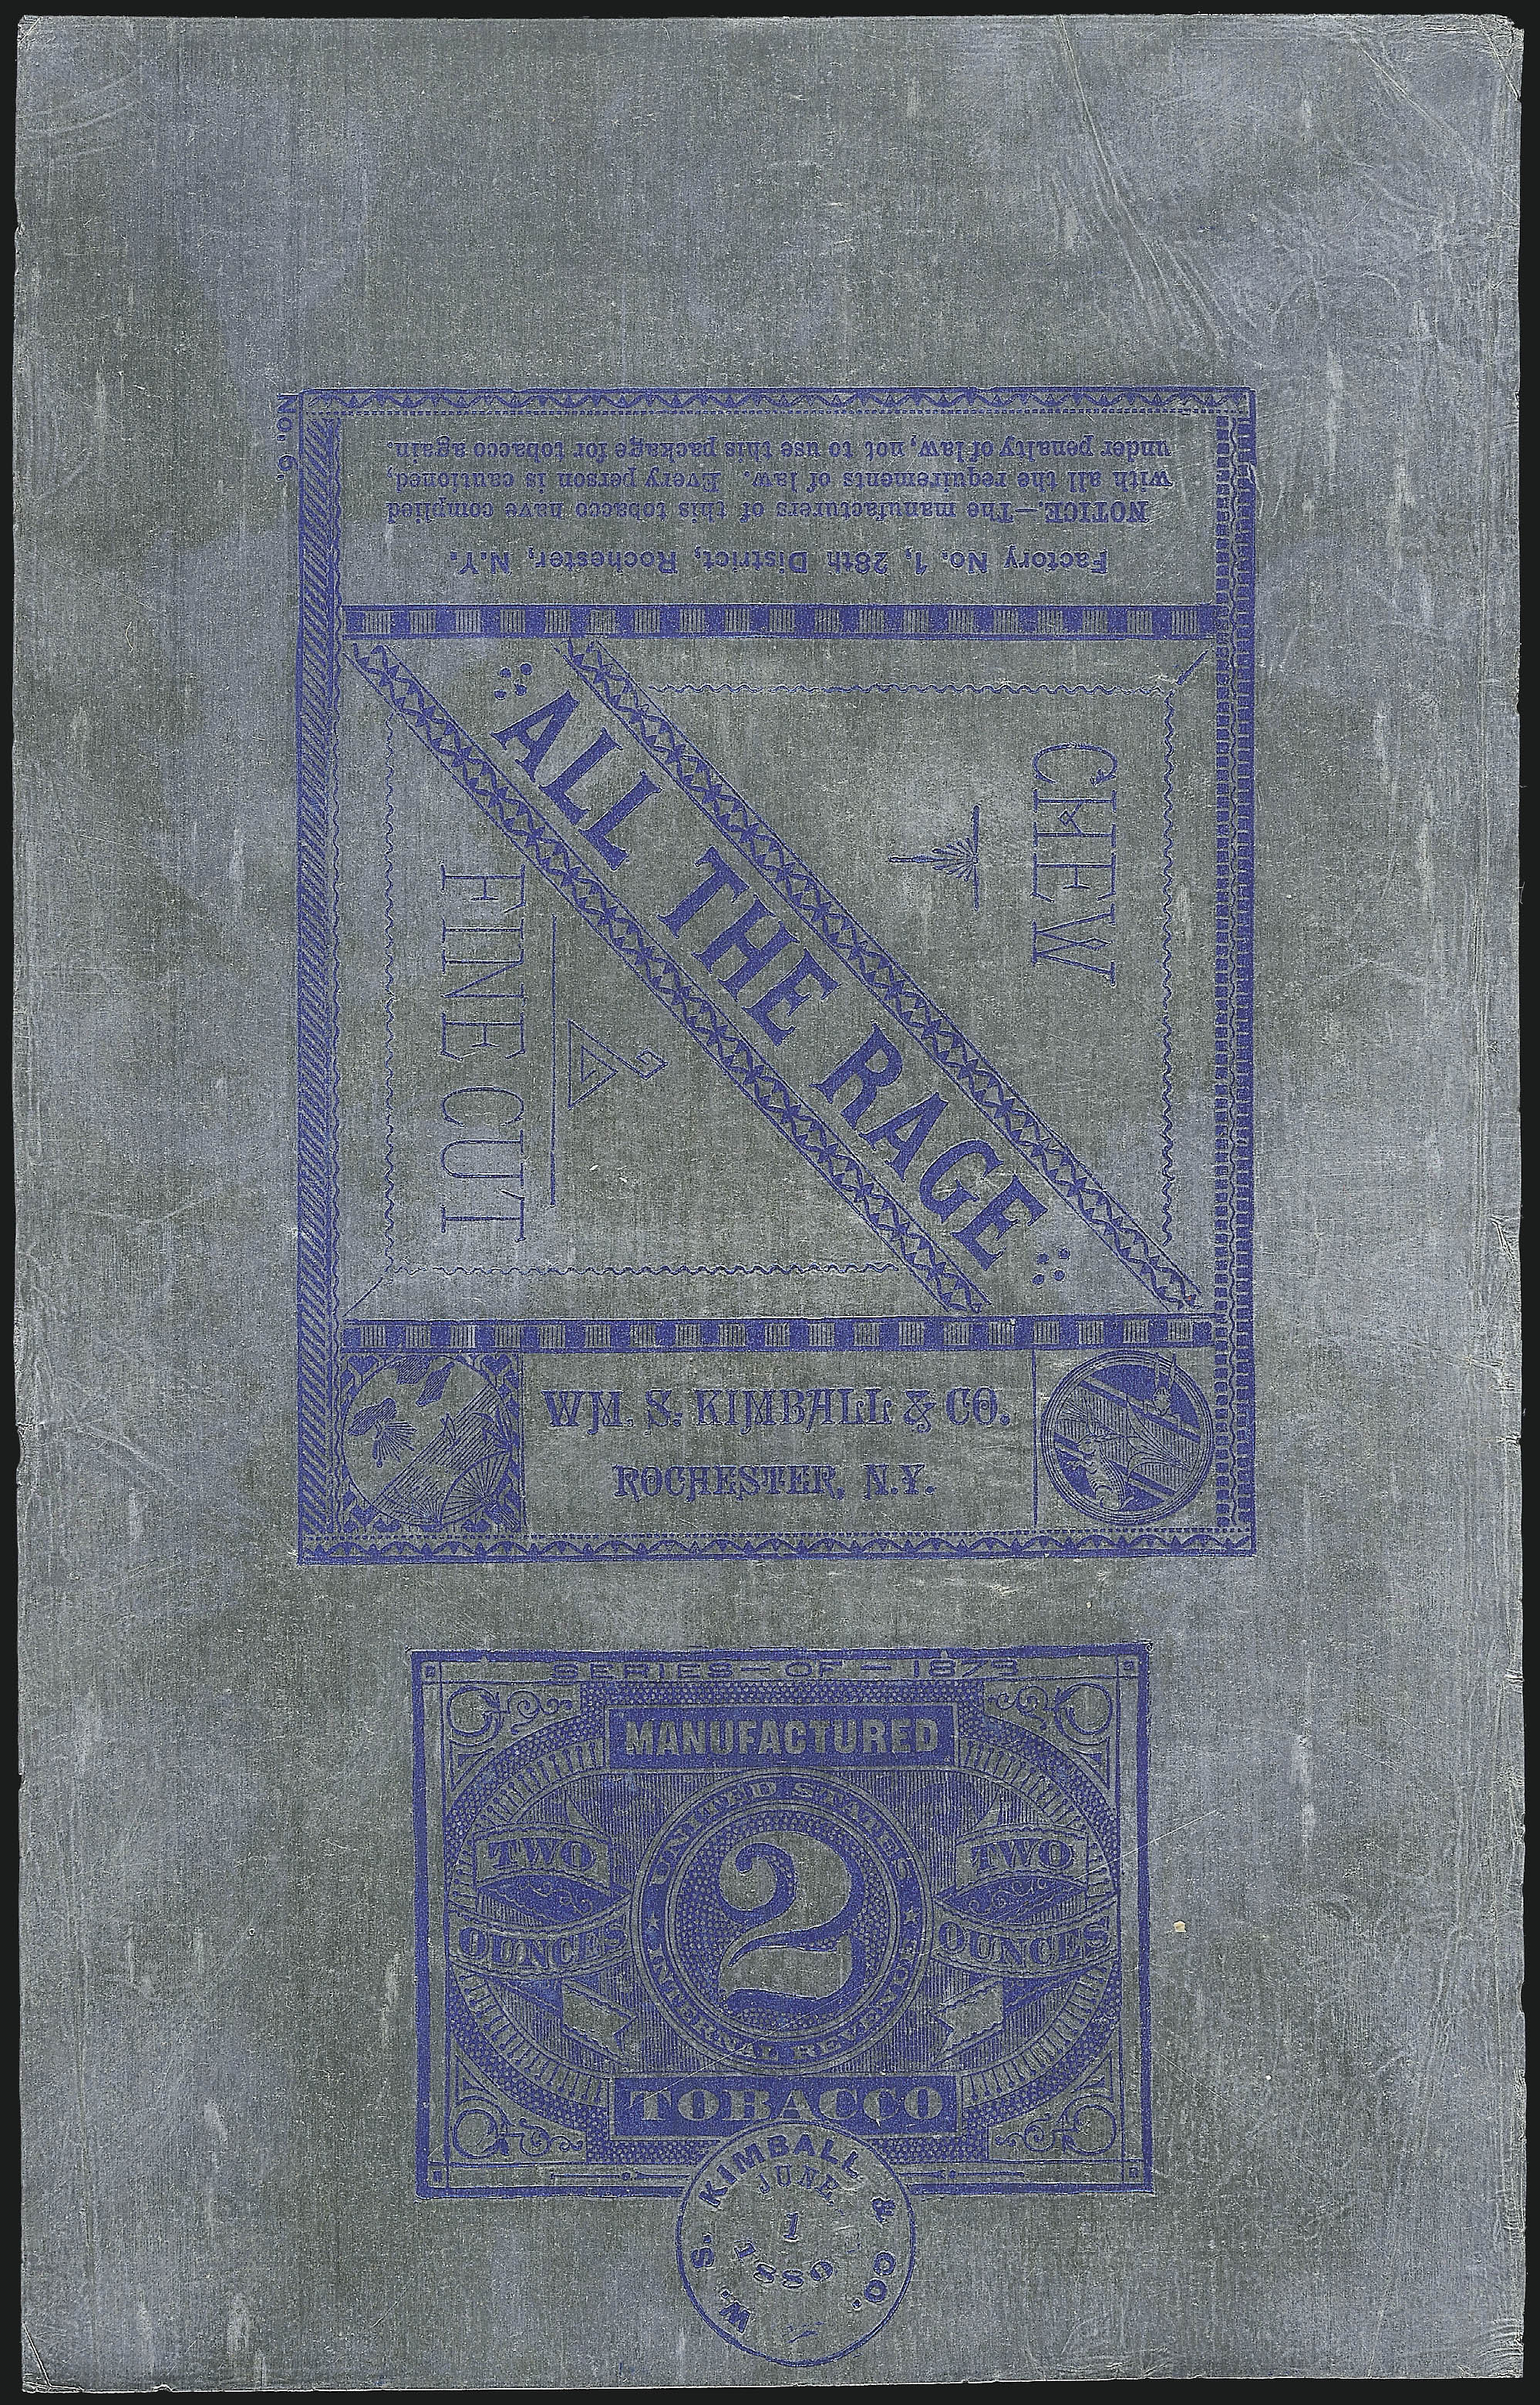 No. 6.
Factory No. 1, 28th District, Rochester, N.Y.
NOTICE.—The manufacturers of this tobacco have complied
with all the requirements of law. Every person is cautioned,
under penalty of law, not to use this package for tobacco again.
CHEW
ALL THE RAGE
FINE CUT
WM. S. KIMBALL & CO.
ROCHESTER, N.Y.
SERIES—OF—1873
MANUFACTURED
UNITED STATES
TWO
OUNCES
2
TWO
OUNCES
INTERNAL REVENUE
TOBACCO
W. S. KIMBALL & CO.
JUNE.
1
1880